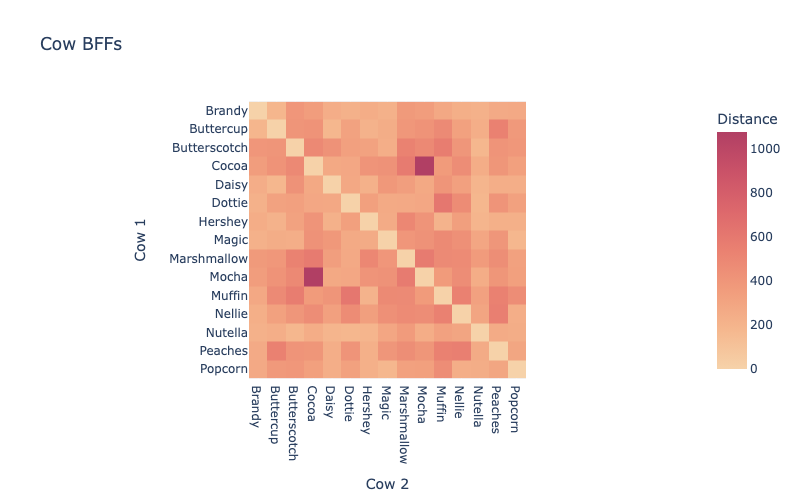 Cow BFFs
Distance
1000
800
600
400
200
0
Cow 1
Brandy
Buttercup
Butterscotch
Cocoa
Daisy
Dottie
Hershey
Magic
Marshmallow
Mocha
Muffin
Nellie
Nutella
Peaches
Popcorn
Brandy
Buttercup
Butterscotch
Cocoa
Daisy
Dottie
Hershey
Magic
Marshmallow
Mocha
Muffin
Nellie
Nutella
Peaches
Popcorn
Cow 2